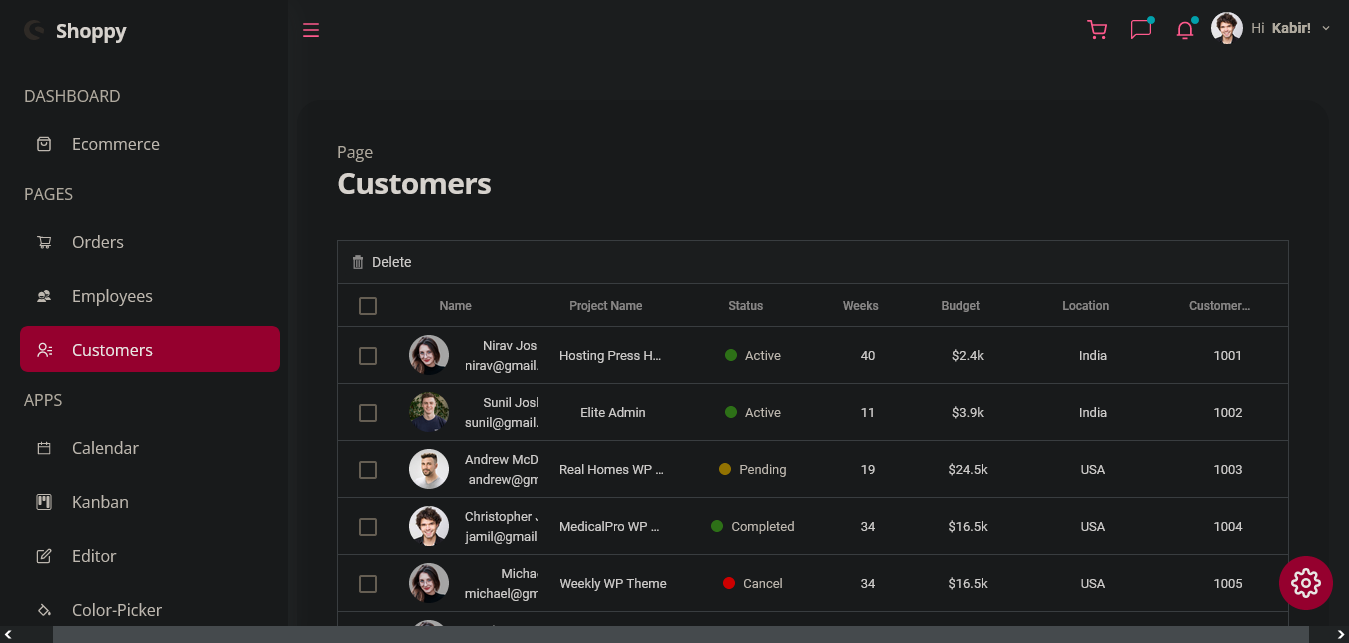 Shoppy
Hi Kabir!
DASHBOARD
Ecommerce
PAGES
Orders
Employees
Customers
APPS
Calendar
Kanban
Editor
Color-Picker
Page
Customers
Delete
Name Project Name Status Weeks Budget Location Customer...
Nirav Jos
nirav@gmail.
Hosting Press H... Active 40 $2.4k India 1001
Sunil Josl
sunil@gmail.
Elite Admin Active 11 $3.9k India 1002
Andrew McD
andrew@gm
Real Homes WP ... Pending 19 $24.5k USA 1003
Christopher
jamil@gmail
MedicalPro WP ... Completed 34 $16.5k USA 1004
Micha
michael@gm
Weekly WP Theme Cancel 34 $16.5k USA 1005